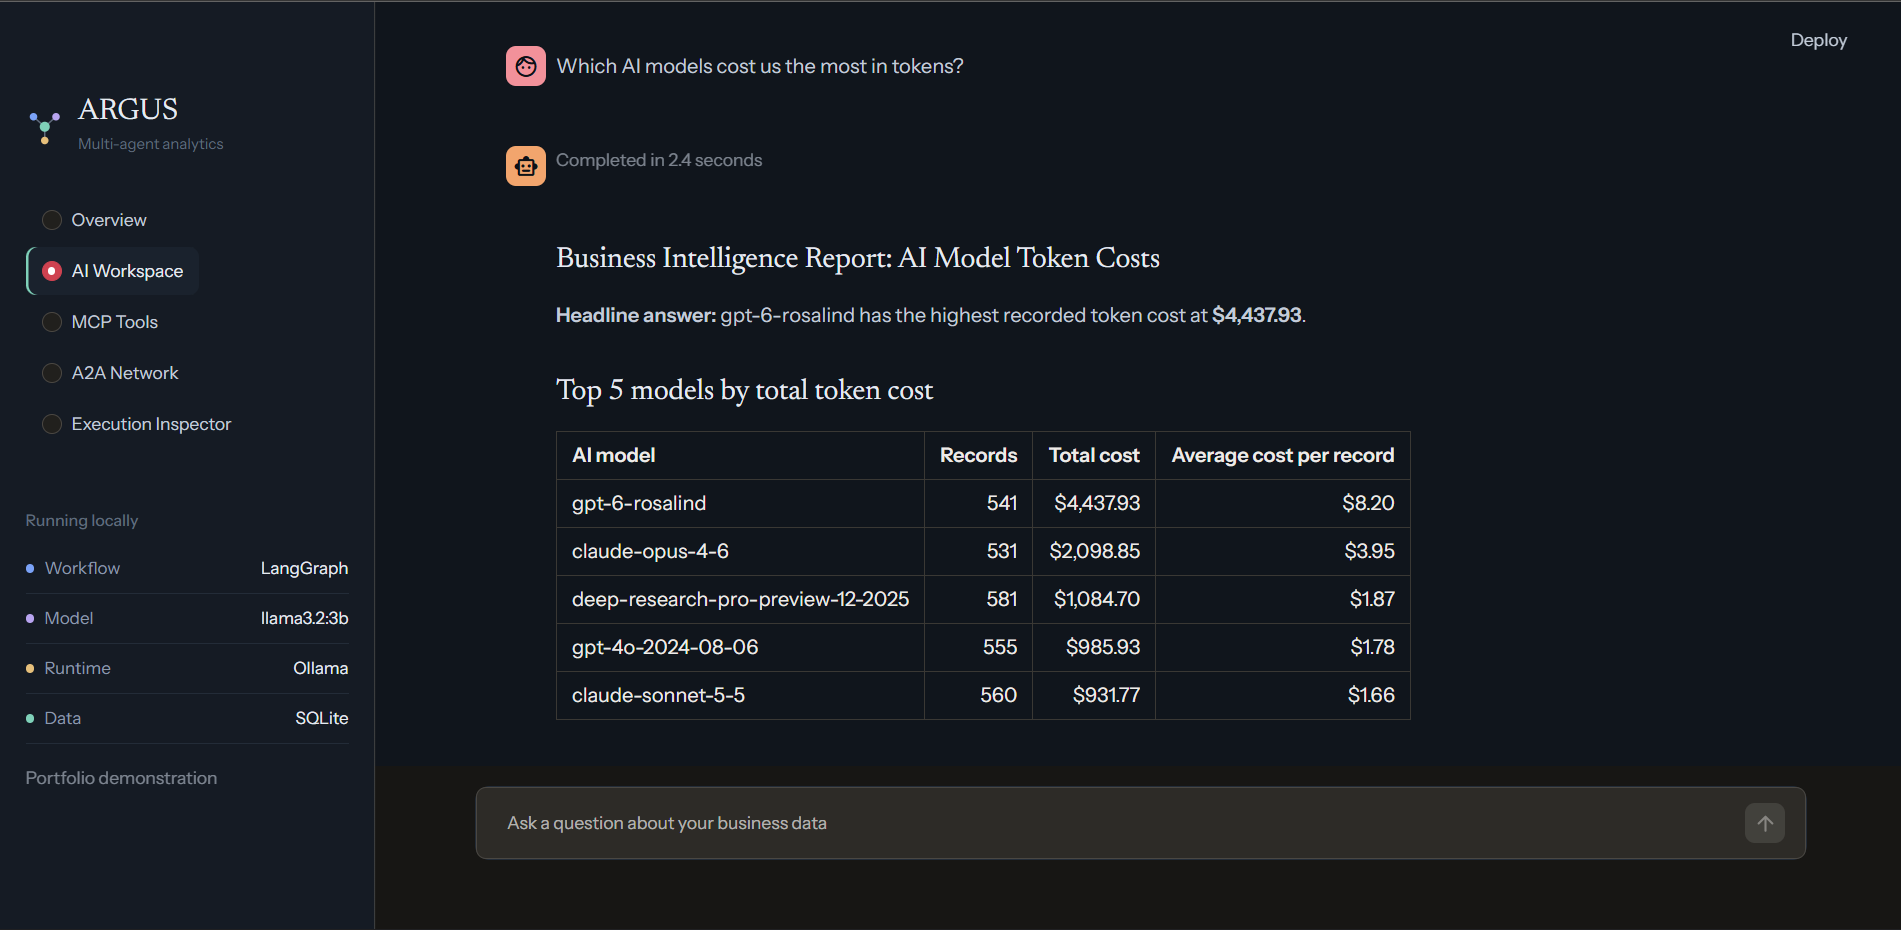 Deploy
ARGUS
Multi-agent analytics
Overview
AI Workspace
MCP Tools
A2A Network
Execution Inspector
Running locally
Workflow LangGraph
Model llama3.2:3b
Runtime Ollama
Data SQLite
Portfolio demonstration
Which AI models cost us the most in tokens?
Completed in 2.4 seconds
Business Intelligence Report: AI Model Token Costs
Headline answer: gpt-6-rosalind has the highest recorded token cost at $4,437.93.
Top 5 models by total token cost
AI model Records Total cost Average cost per record
gpt-6-rosalind 541 $4,437.93 $8.20
claude-opus-4-6 531 $2,098.85 $3.95
deep-research-pro-preview-12-2025 581 $1,084.70 $1.87
gpt-4o-2024-08-06 555 $985.93 $1.78
claude-sonnet-5-5 560 $931.77 $1.66
Ask a question about your business data